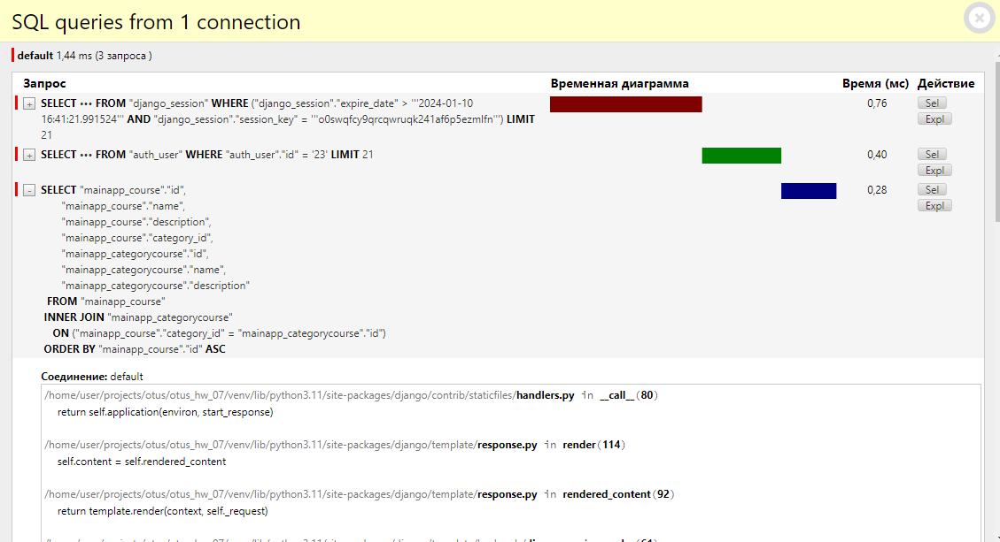 SQL queries from 1 connection
default 1,44 ms (3 запроса )
Запрос Временная диаграмма Время (мс) Действие
+ SELECT ••• FROM "django_session" WHERE ("django_session"."expire_date" > '''2024-01-10 0,76 Sel
16:41:21.991524''' AND "django_session"."session_key" = '''o0swqfcy9qrcqwruqk241af6p5ezmlfn''') LIMIT Expl
21
+ SELECT ••• FROM "auth_user" WHERE "auth_user"."id" = '23' LIMIT 21 0,40 Sel
Expl
- SELECT "mainapp_course"."id", 0,28 Sel
"mainapp_course"."name", Expl
"mainapp_course"."description",
"mainapp_course"."category_id",
"mainapp_categorycourse"."id",
"mainapp_categorycourse"."name",
"mainapp_categorycourse"."description"
FROM "mainapp_course"
INNER JOIN "mainapp_categorycourse"
ON ("mainapp_course"."category_id" = "mainapp_categorycourse"."id")
ORDER BY "mainapp_course"."id" ASC
Соединение: default
/home/user/projects/otus/otus_hw_07/venv/lib/python3.11/site-packages/django/contrib/staticfiles/handlers.py in __call__(80)
return self.application(environ, start_response)
/home/user/projects/otus/otus_hw_07/venv/lib/python3.11/site-packages/django/template/response.py in render(114)
self.content = self.rendered_content
/home/user/projects/otus/otus_hw_07/venv/lib/python3.11/site-packages/django/template/response.py in rendered_content(92)
return template.render(context, self._request)